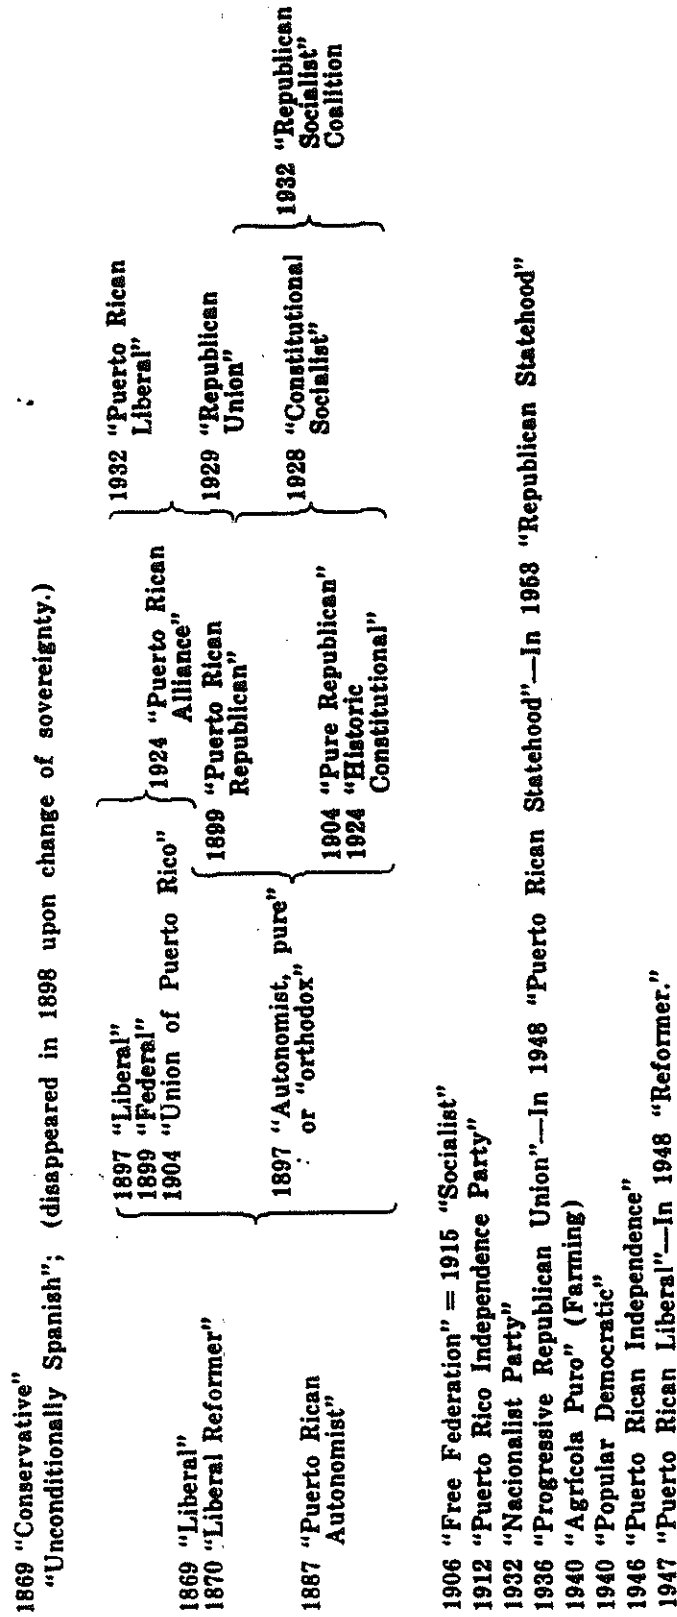 1869 “Conservative”
“Unconditionally Spanish”; (disappeared in 1898 upon change of sovereignty.)
1869 “Liberal”
1870 “Liberal Reformer”
1887 “Puerto Rican
Autonomist”
1897 “Liberal”
1899 “Federal”
1904 “Union of Puerto Rico”
1897 “Autonomist, pure”
or “orthodox”
1924 “Puerto Rican
Alliance”
1899 “Puerto Rican
Republican”
1904 “Pure Republican”
1924 “Historic
Constitutional”
1932 “Puerto Rican
Liberal”
1929 “Republican
Union”
1928 “Constitutional
Socialist”
1932 “Republican
Socialist”
Coalition
1906 “Free Federation” = 1915 “Socialist”
1912 “Puerto Rico Independence Party”
1932 “Nacionalist Party”
1936 “Progressive Republican Union”—In 1948 “Puerto Rican Statehood”—In 1953 “Republican Statehood”
1940 “Agrícola Puro” (Farming)
1940 “Popular Democratic”
1946 “Puerto Rican Independence”
1947 “Puerto Rican Liberal”—In 1948 “Reformer.”